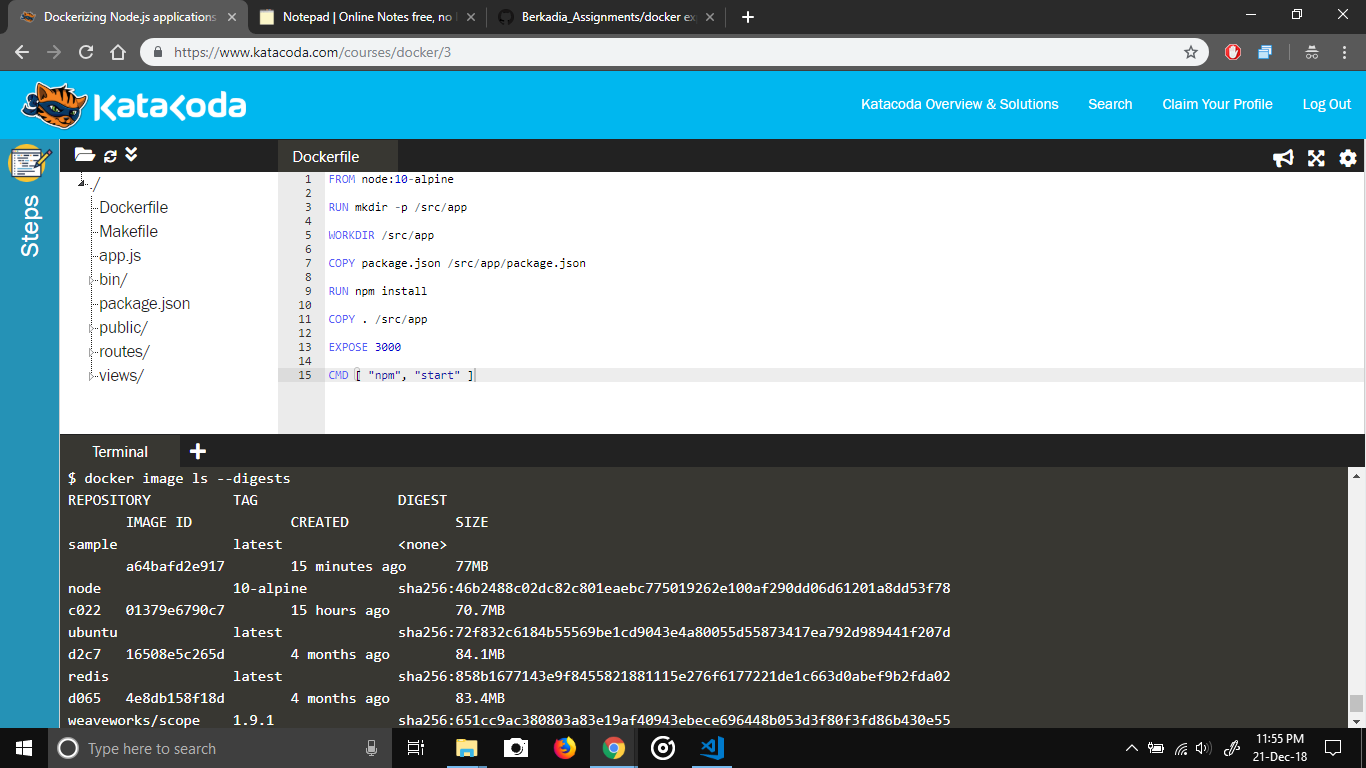 Dockerizing Node.js applications
Notepad | Online Notes free, no
Berkadia_Assignments/docker ex
https://www.katacoda.com/courses/docker/3
KataKoda
Katacoda Overview & Solutions
Search
Claim Your Profile
Log Out
Steps
./
Dockerfile
Makefile
app.js
bin/
package.json
public/
routes/
views/
Dockerfile
1 FROM node:10-alpine
2
3 RUN mkdir -p /src/app
4
5 WORKDIR /src/app
6
7 COPY package.json /src/app/package.json
8
9 RUN npm install
10
11 COPY . /src/app
12
13 EXPOSE 3000
14
15 CMD [ "npm", "start" ]
Terminal
$ docker image ls --digests
REPOSITORY TAG DIGEST
IMAGE ID CREATED SIZE
sample latest <none>
a64bafd2e917 15 minutes ago 77MB
node 10-alpine sha256:46b2488c02dc82c801eaebc775019262e100af290dd06d61201a8dd53f78
c022 01379e6790c7 15 hours ago 70.7MB
ubuntu latest sha256:72f832c6184b55569be1cd9043e4a80055d55873417ea792d989441f207d
d2c7 16508e5c265d 4 months ago 84.1MB
redis latest sha256:858b1677143e9f8455821881115e276f6177221de1c663d0abef9b2fda02
d065 4e8db158f18d 4 months ago 83.4MB
weaveworks/scope 1.9.1 sha256:651cc9ac380803a83e19af40943ebece696448b053d3f80f3fd86b430e55
Type here to search
11:55 PM
21-Dec-18